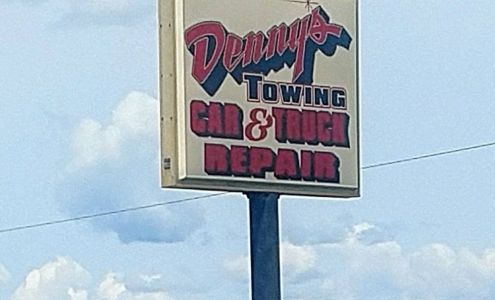 Denny's
TOWING
CAR & TRUCK
REPAIR